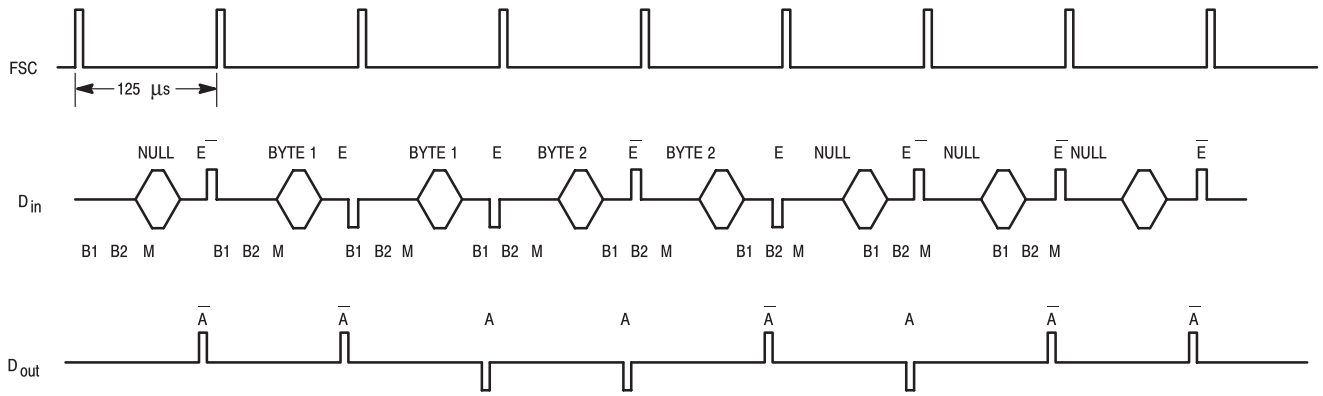 FSC
125 μs
NULL E̅ BYTE 1 E BYTE 1 E BYTE 2 E̅ BYTE 2 E NULL E̅ NULL E̅ NULL E̅
Din
B1 B2 M B1 B2 M B1 B2 M B1 B2 M B1 B2 M B1 B2 M B1 B2 M B1 B2 M
A̅ A̅ A A A̅ A A̅ A̅
Dout